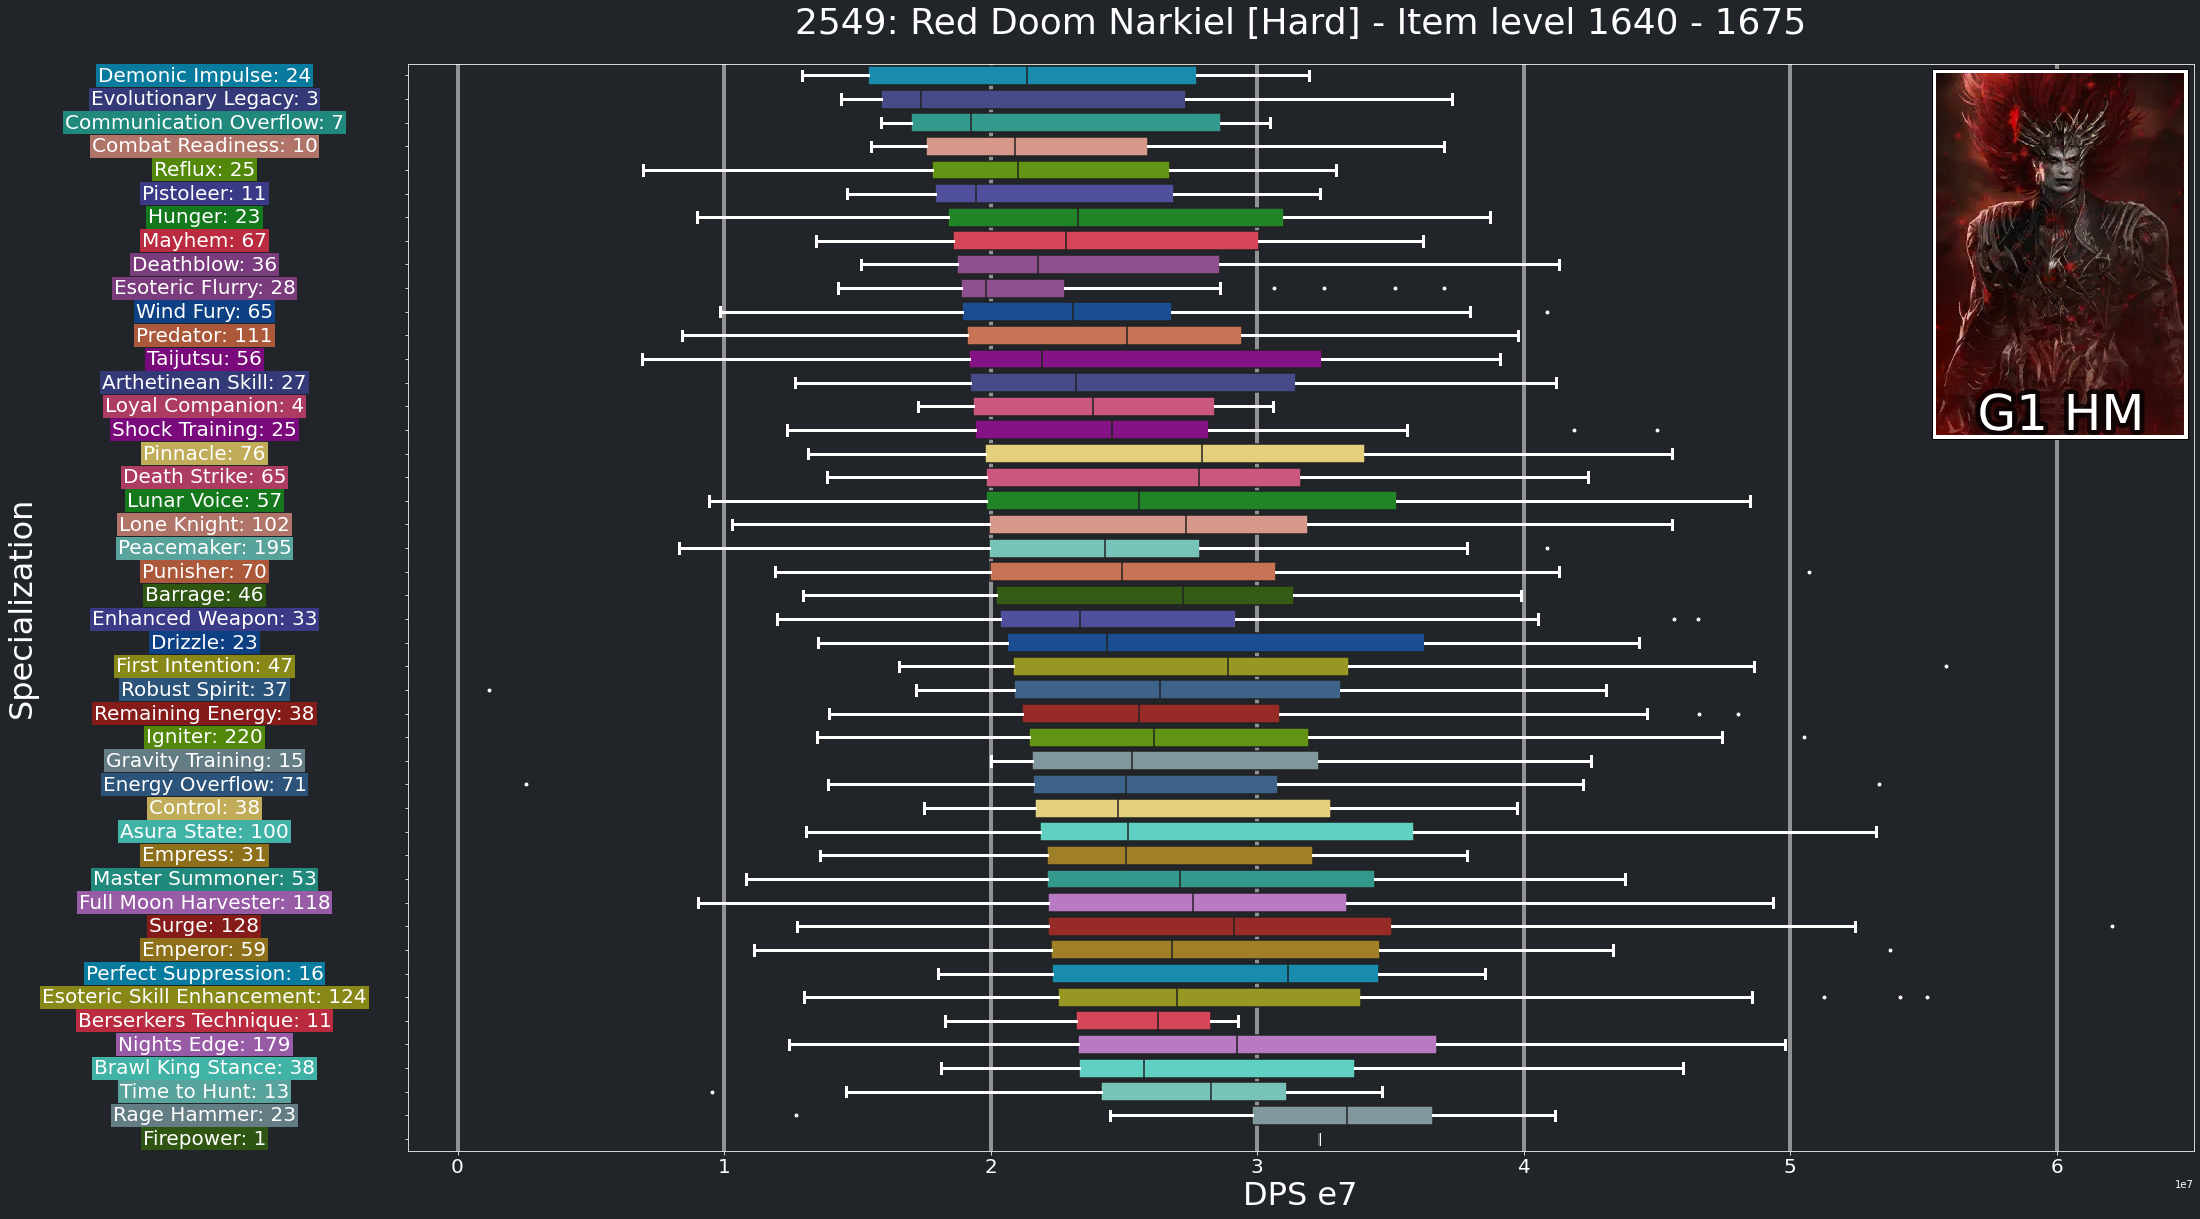 2549: Red Doom Narkiel [Hard] - Item level 1640 - 1675
Demonic Impulse: 24
Evolutionary Legacy: 3
Communication Overflow: 7
Combat Readiness: 10
Reflux: 25
Pistoleer: 11
Hunger: 23
Mayhem: 67
Deathblow: 36
Esoteric Flurry: 28
Wind Fury: 65
Predator: 111
Taijutsu: 56
Arthetinean Skill: 27
Loyal Companion: 4
Shock Training: 25
Pinnacle: 76
Death Strike: 65
Lunar Voice: 57
Lone Knight: 102
Peacemaker: 195
Punisher: 70
Barrage: 46
Enhanced Weapon: 33
Drizzle: 23
First Intention: 47
Robust Spirit: 37
Remaining Energy: 38
Igniter: 220
Gravity Training: 15
Energy Overflow: 71
Control: 38
Asura State: 100
Empress: 31
Master Summoner: 53
Full Moon Harvester: 118
Surge: 128
Emperor: 59
Perfect Suppression: 16
Esoteric Skill Enhancement: 124
Berserkers Technique: 11
Nights Edge: 179
Brawl King Stance: 38
Time to Hunt: 13
Rage Hammer: 23
Firepower: 1
Specialization
G1 HM
0 1 2 3 4 5 6
DPS e7
1e7